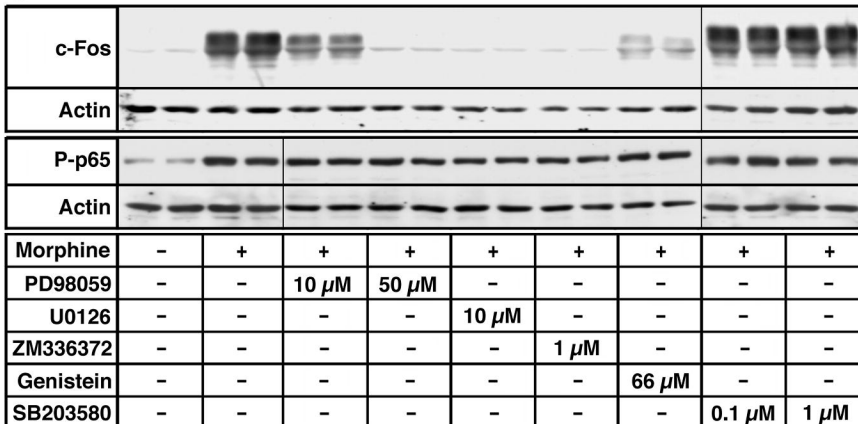 c-Fos
Actin
P-p65
Actin
Morphine – + + + + + + + +
PD98059 – – 10 µM 50 µM – – – – –
U0126 – – – – 10 µM – – – –
ZM336372 – – – – – 1 µM – – –
Genistein – – – – – – 66 µM – –
SB203580 – – – – – – – 0.1 µM 1 µM